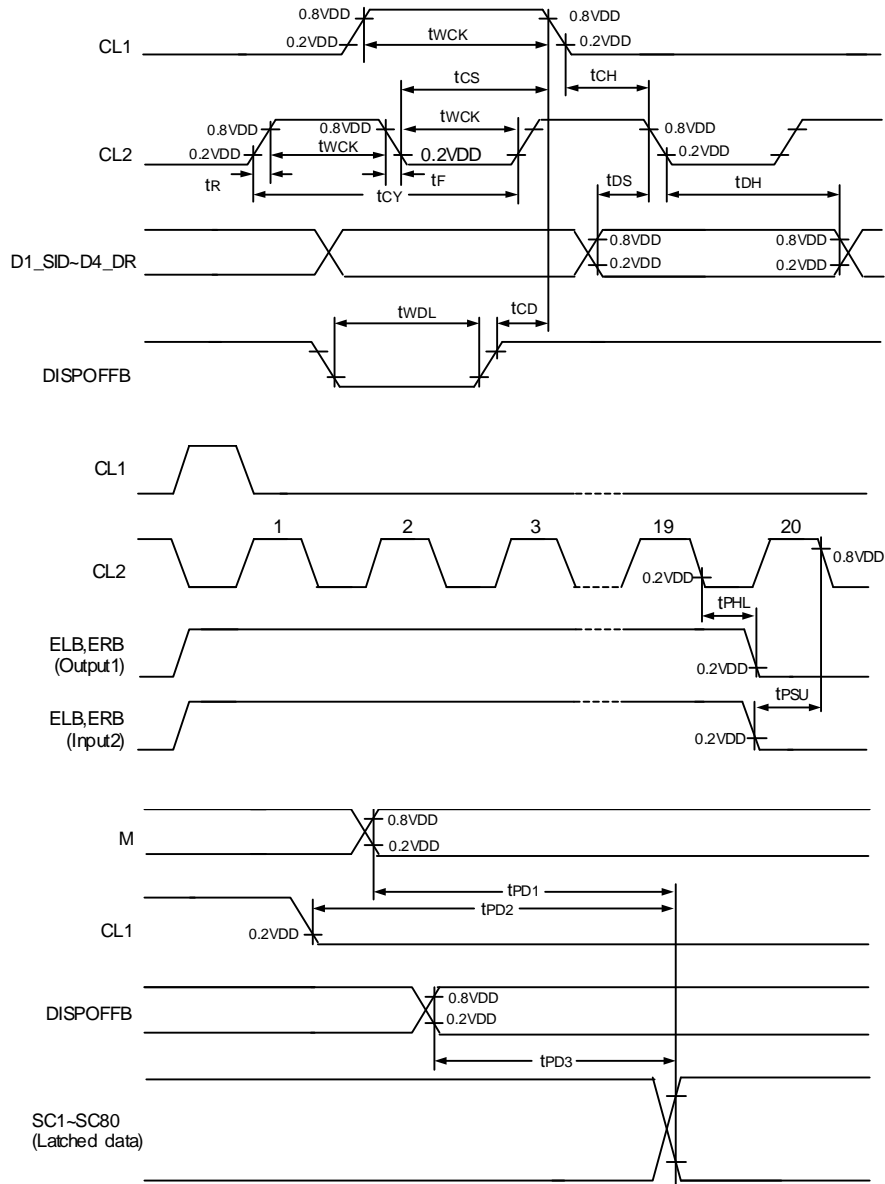 0.8VDD 0.8VDD
CL1 0.2VDD tWCK 0.2VDD
tCS tCH
0.8VDD 0.8VDD tWCK 0.8VDD
CL2 0.2VDD tWCK 0.2VDD 0.2VDD
tR tCY tF tDS tDH
0.8VDD 0.8VDD
D1_SID~D4_DR 0.2VDD 0.2VDD
tWDL tCD
DISPOFFB
CL1
1 2 3 19 20
CL2 0.2VDD 0.8VDD
tPHL
ELB,ERB
(Output1) 0.2VDD
tPSU
ELB,ERB
(Input2) 0.2VDD
0.8VDD
M 0.2VDD
tPD1
tPD2
CL1 0.2VDD
DISPOFFB 0.8VDD
0.2VDD
tPD3
SC1~SC80
(Latched data)